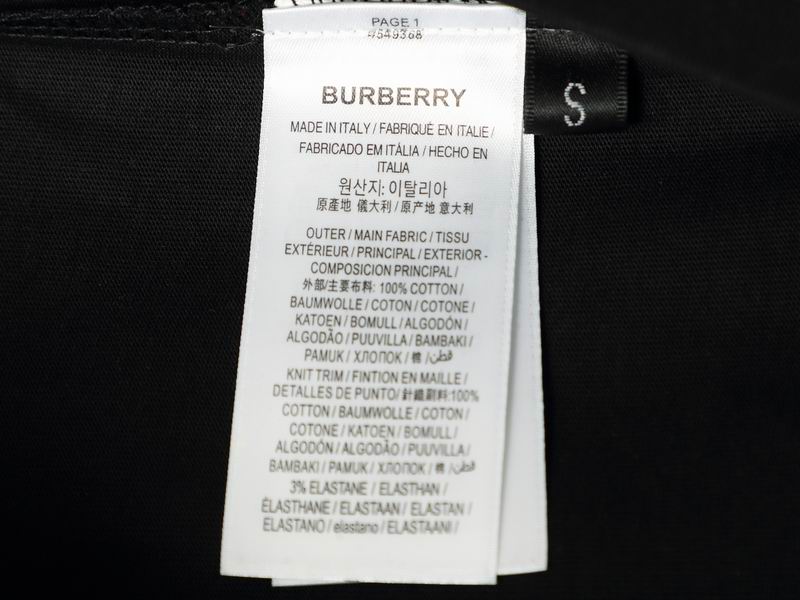 PAGE 1
4549368
BURBERRY
S
MADE IN ITALY / FABRIQUÉ EN ITALIE /
FABRICADO EM ITÁLIA / HECHO EN
ITALIA
원산지: 이탈리아
原產地 儀大利 / 原产地 意大利
OUTER / MAIN FABRIC / TISSU
EXTÉRIEUR / PRINCIPAL / EXTERIOR -
COMPOSICION PRINCIPAL /
外部/主要布料: 100% COTTON /
BAUMWOLLE / COTON / COTONE /
KATOEN / BOMULL / ALGODÓN /
ALGODÃO / PUUVILLA / BAMBAKI /
PAMUK / ХЛОПОК / 棉 / قطن
KNIT TRIM / FINTION EN MAILLE /
DETALLES DE PUNTO/ 針織刷料:100%
COTTON / BAUMWOLLE / COTON /
COTONE / KATOEN / BOMULL /
ALGODÓN / ALGODÃO / PUUVILLA /
BAMBAKI / PAMUK / ХЛОПОК / 棉 / قطن
3% ELASTANE / ELASTHAN /
ÉLASTHANE / ELASTAAN / ELASTAN /
ELASTANO / elastano / ELASTAANI /